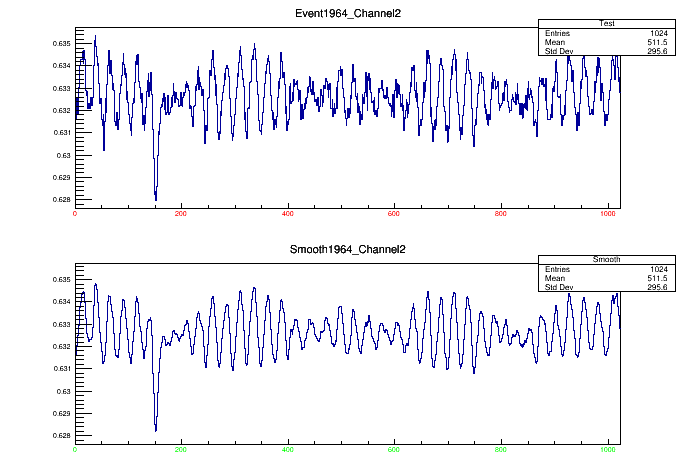 Event1964_Channel2
Test
Entries 1024
Mean 511.5
Std Dev 295.6
0.635
0.634
0.633
0.632
0.631
0.63
0.629
0.628
0 200 400 600 800 1000
Smooth1964_Channel2
Smooth
Entries 1024
Mean 511.5
Std Dev 295.6
0.635
0.634
0.633
0.632
0.631
0.63
0.629
0.628
0 200 400 600 800 1000